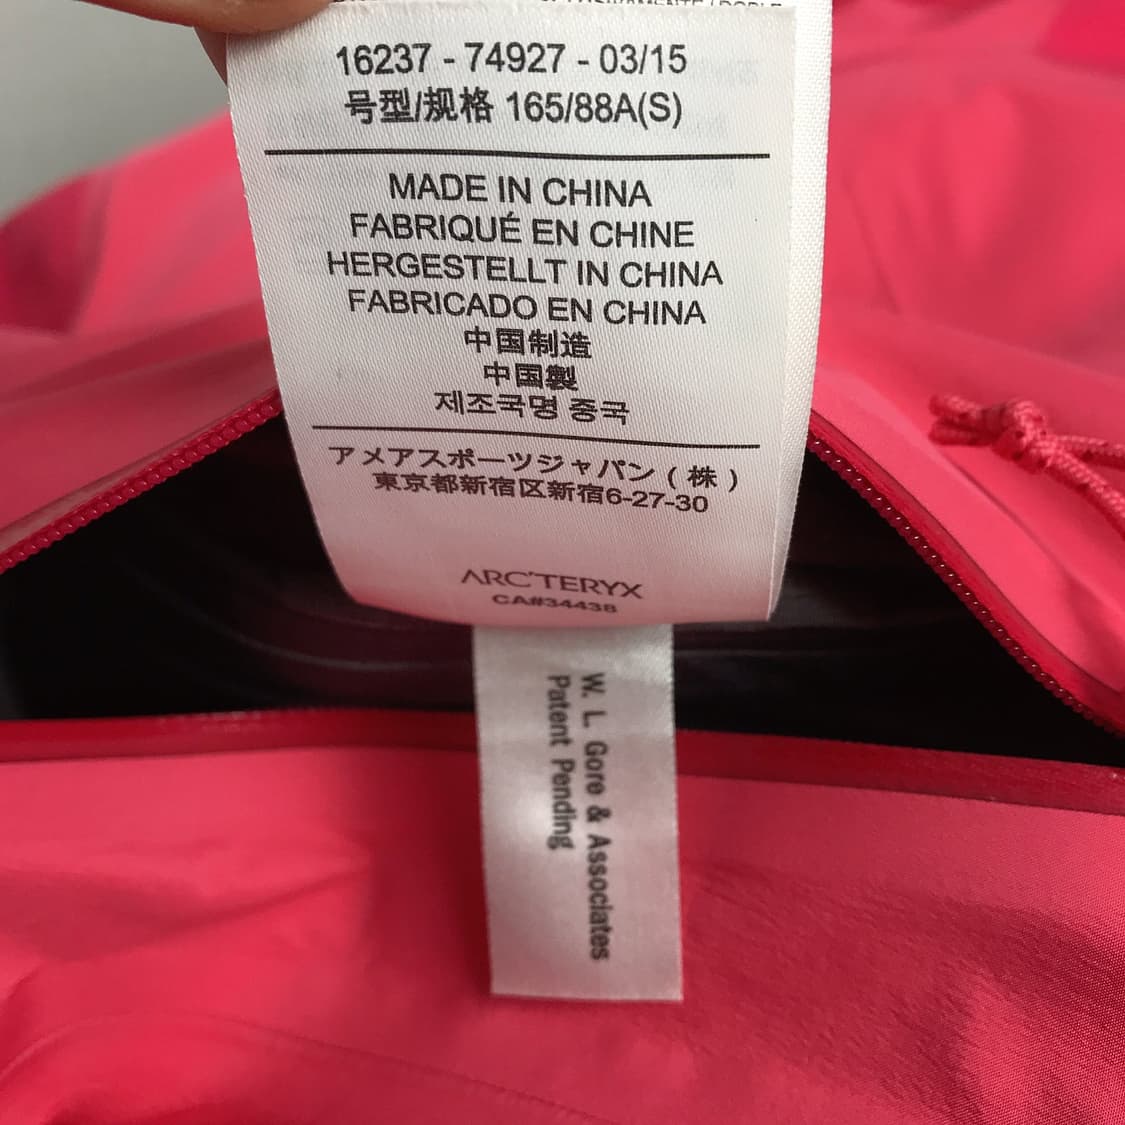 16237 - 74927 - 03/15
号型/规格 165/88A(S)
MADE IN CHINA
FABRIQUÉ EN CHINE
HERGESTELLT IN CHINA
FABRICADO EN CHINA
中国制造
中国製
제조국명 중국
アメアスポーツジャパン (株)
東京都新宿区新宿6-27-30
ARC'TERYX
CA#34438
W. L. Gore & Associates
Patent Pending